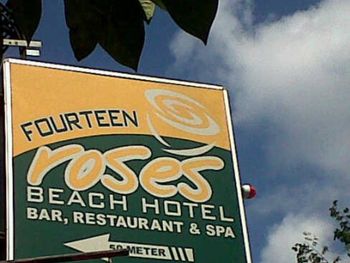 FOURTEEN
roses
BEACH HOTEL
BAR, RESTAURANT & SPA
50 METER